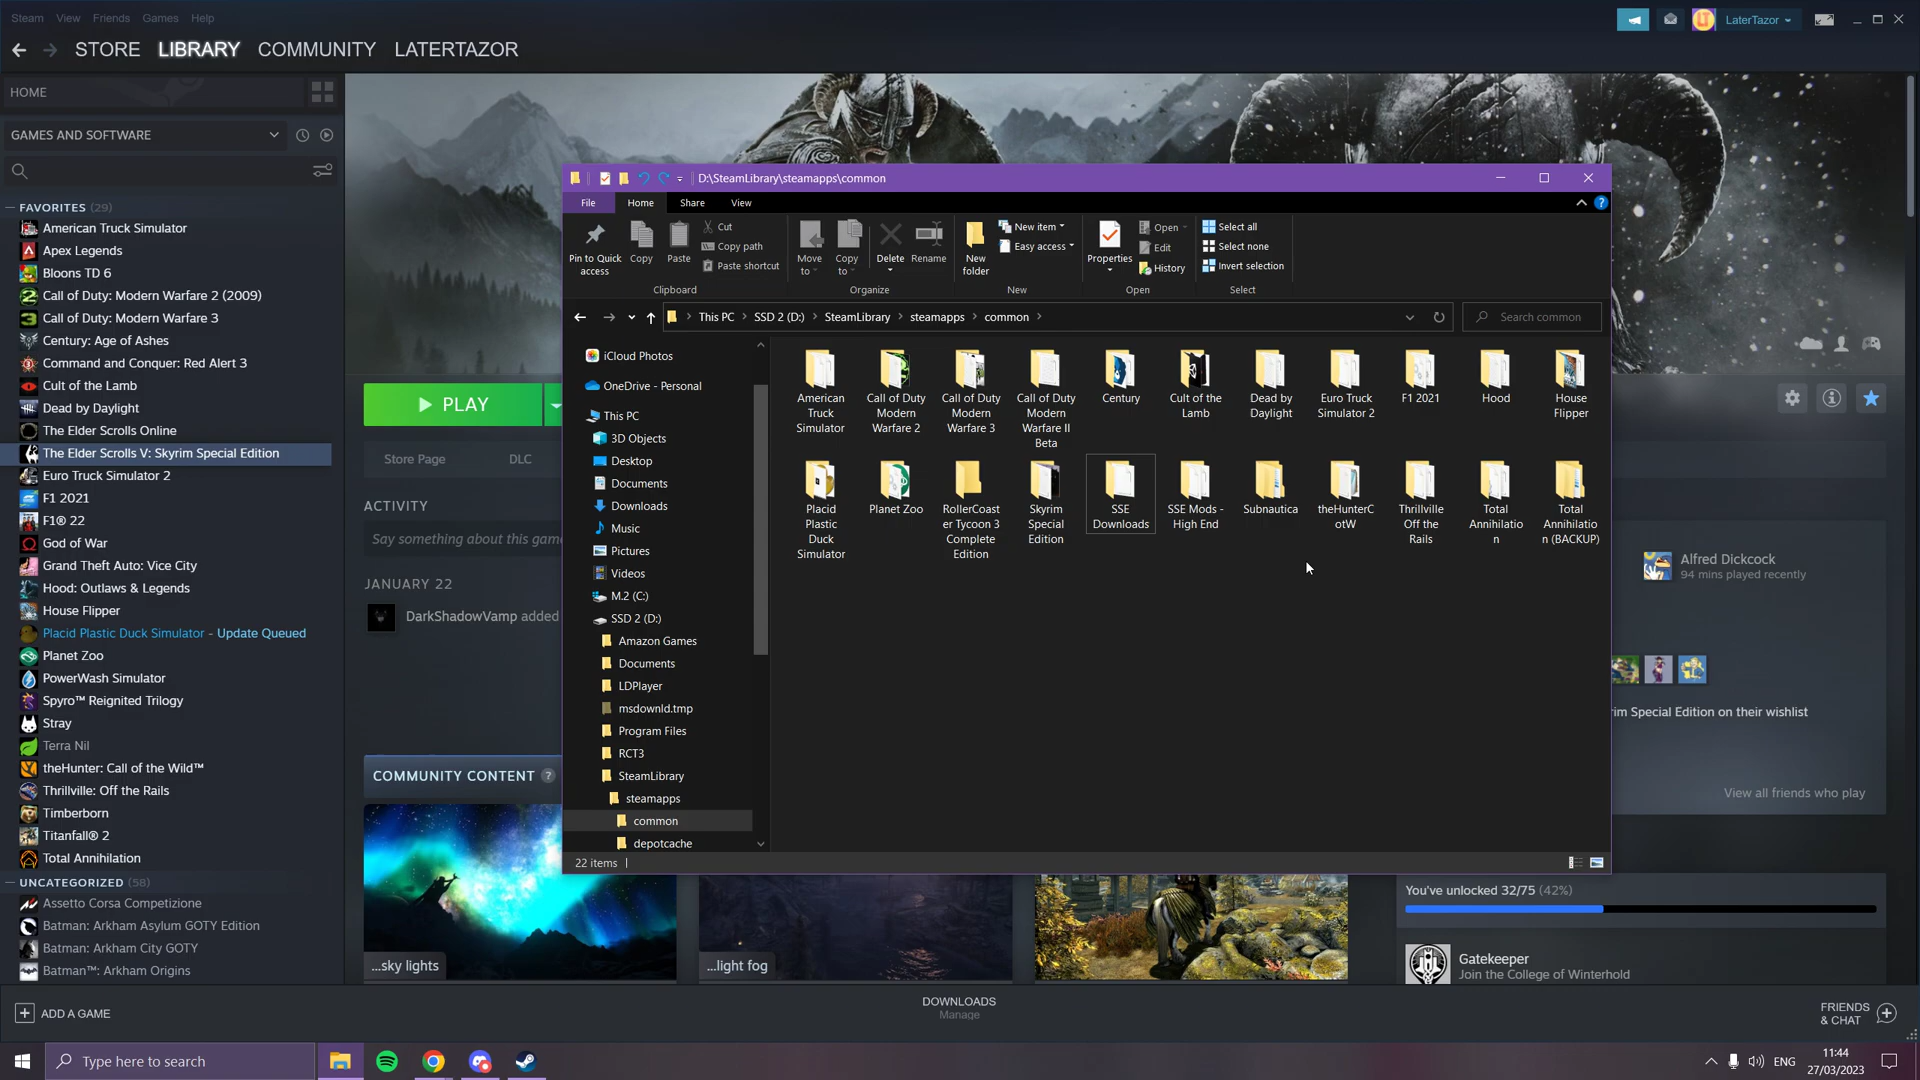 Steam View Friends Games Help
LaterTazor
STORE LIBRARY COMMUNITY LATERTAZOR
HOME
GAMES AND SOFTWARE
FAVORITES (29)
American Truck Simulator
Apex Legends
Bloons TD 6
Call of Duty: Modern Warfare 2 (2009)
Call of Duty: Modern Warfare 3
Century: Age of Ashes
Command and Conquer: Red Alert 3
Cult of the Lamb
Dead by Daylight
The Elder Scrolls Online
The Elder Scrolls V: Skyrim Special Edition
Euro Truck Simulator 2
F1 2021
F1® 22
God of War
Grand Theft Auto: Vice City
Hood: Outlaws & Legends
House Flipper
Placid Plastic Duck Simulator - Update Queued
Planet Zoo
PowerWash Simulator
Spyro™ Reignited Trilogy
Stray
Terra Nil
theHunter: Call of the Wild™
Thrillville: Off the Rails
Timberborn
Titanfall® 2
Total Annihilation
UNCATEGORIZED (58)
Assetto Corsa Competizione
Batman: Arkham Asylum GOTY Edition
Batman: Arkham City GOTY
Batman™: Arkham Origins
PLAY
Store Page DLC
ACTIVITY
Say something about this game
JANUARY 22
DarkShadowVamp added
COMMUNITY CONTENT ?
...sky lights
...light fog
D:\SteamLibrary\steamapps\common
File Home Share View
Pin to Quick access
Copy
Paste
Cut
Copy path
Paste shortcut
Clipboard
Move to
Copy to
Delete
Rename
Organize
New folder
New item
Easy access
New
Properties
Open
Edit
History
Open
Select all
Select none
Invert selection
Select
This PC > SSD 2 (D:) > SteamLibrary > steamapps > common >
Search common
iCloud Photos
OneDrive - Personal
This PC
3D Objects
Desktop
Documents
Downloads
Music
Pictures
Videos
M.2 (C:)
SSD 2 (D:)
Amazon Games
Documents
LDPlayer
msdownld.tmp
Program Files
RCT3
SteamLibrary
steamapps
common
depotcache
American Truck Simulator
Call of Duty Modern Warfare 2
Call of Duty Modern Warfare 3
Call of Duty Modern Warfare II Beta
Century
Cult of the Lamb
Dead by Daylight
Euro Truck Simulator 2
F1 2021
Hood
House Flipper
Placid Plastic Duck Simulator
Planet Zoo
RollerCoaster Tycoon 3 Complete Edition
Skyrim Special Edition
SSE Downloads
SSE Mods - High End
Subnautica
theHunterCotW
Thrillville Off the Rails
Total Annihilation
Total Annihilation (BACKUP)
22 items
Alfred Dickcock
94 mins played recently
im Special Edition on their wishlist
View all friends who play
You've unlocked 32/75 (42%)
Gatekeeper
Join the College of Winterhold
ADD A GAME
DOWNLOADS
Manage
FRIENDS
& CHAT
Type here to search
ENG
11:44
27/03/2023